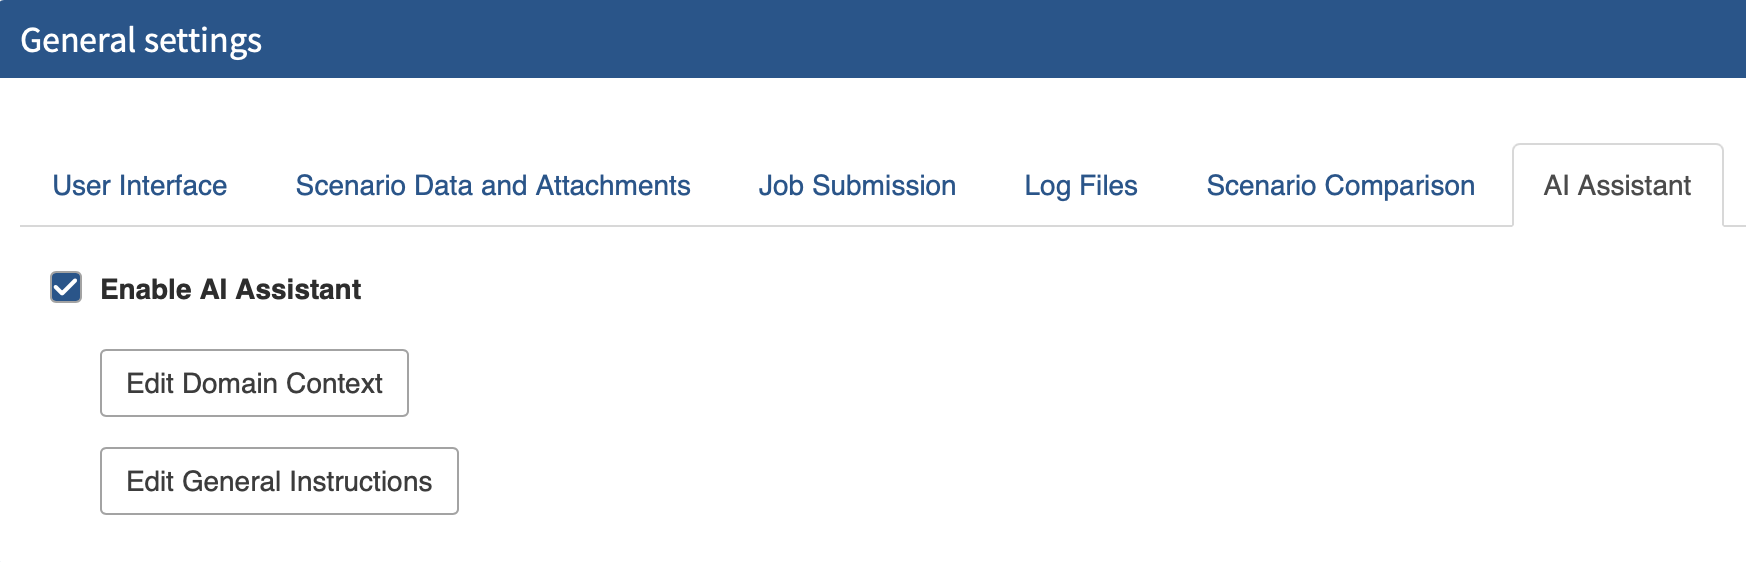 General settings
User Interface Scenario Data and Attachments Job Submission Log Files Scenario Comparison AI Assistant
Enable AI Assistant
Edit Domain Context
Edit General Instructions